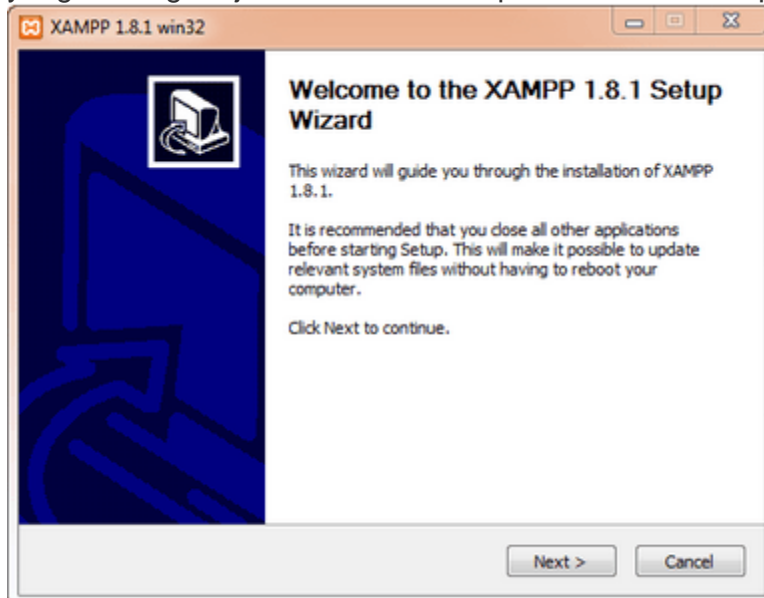 XAMPP 1.8.1 win32
Welcome to the XAMPP 1.8.1 Setup
Wizard
This wizard will guide you through the installation of XAMPP
1.8.1.
It is recommended that you close all other applications
before starting Setup. This will make it possible to update
relevant system files without having to reboot your
computer.
Click Next to continue.
Next >
Cancel